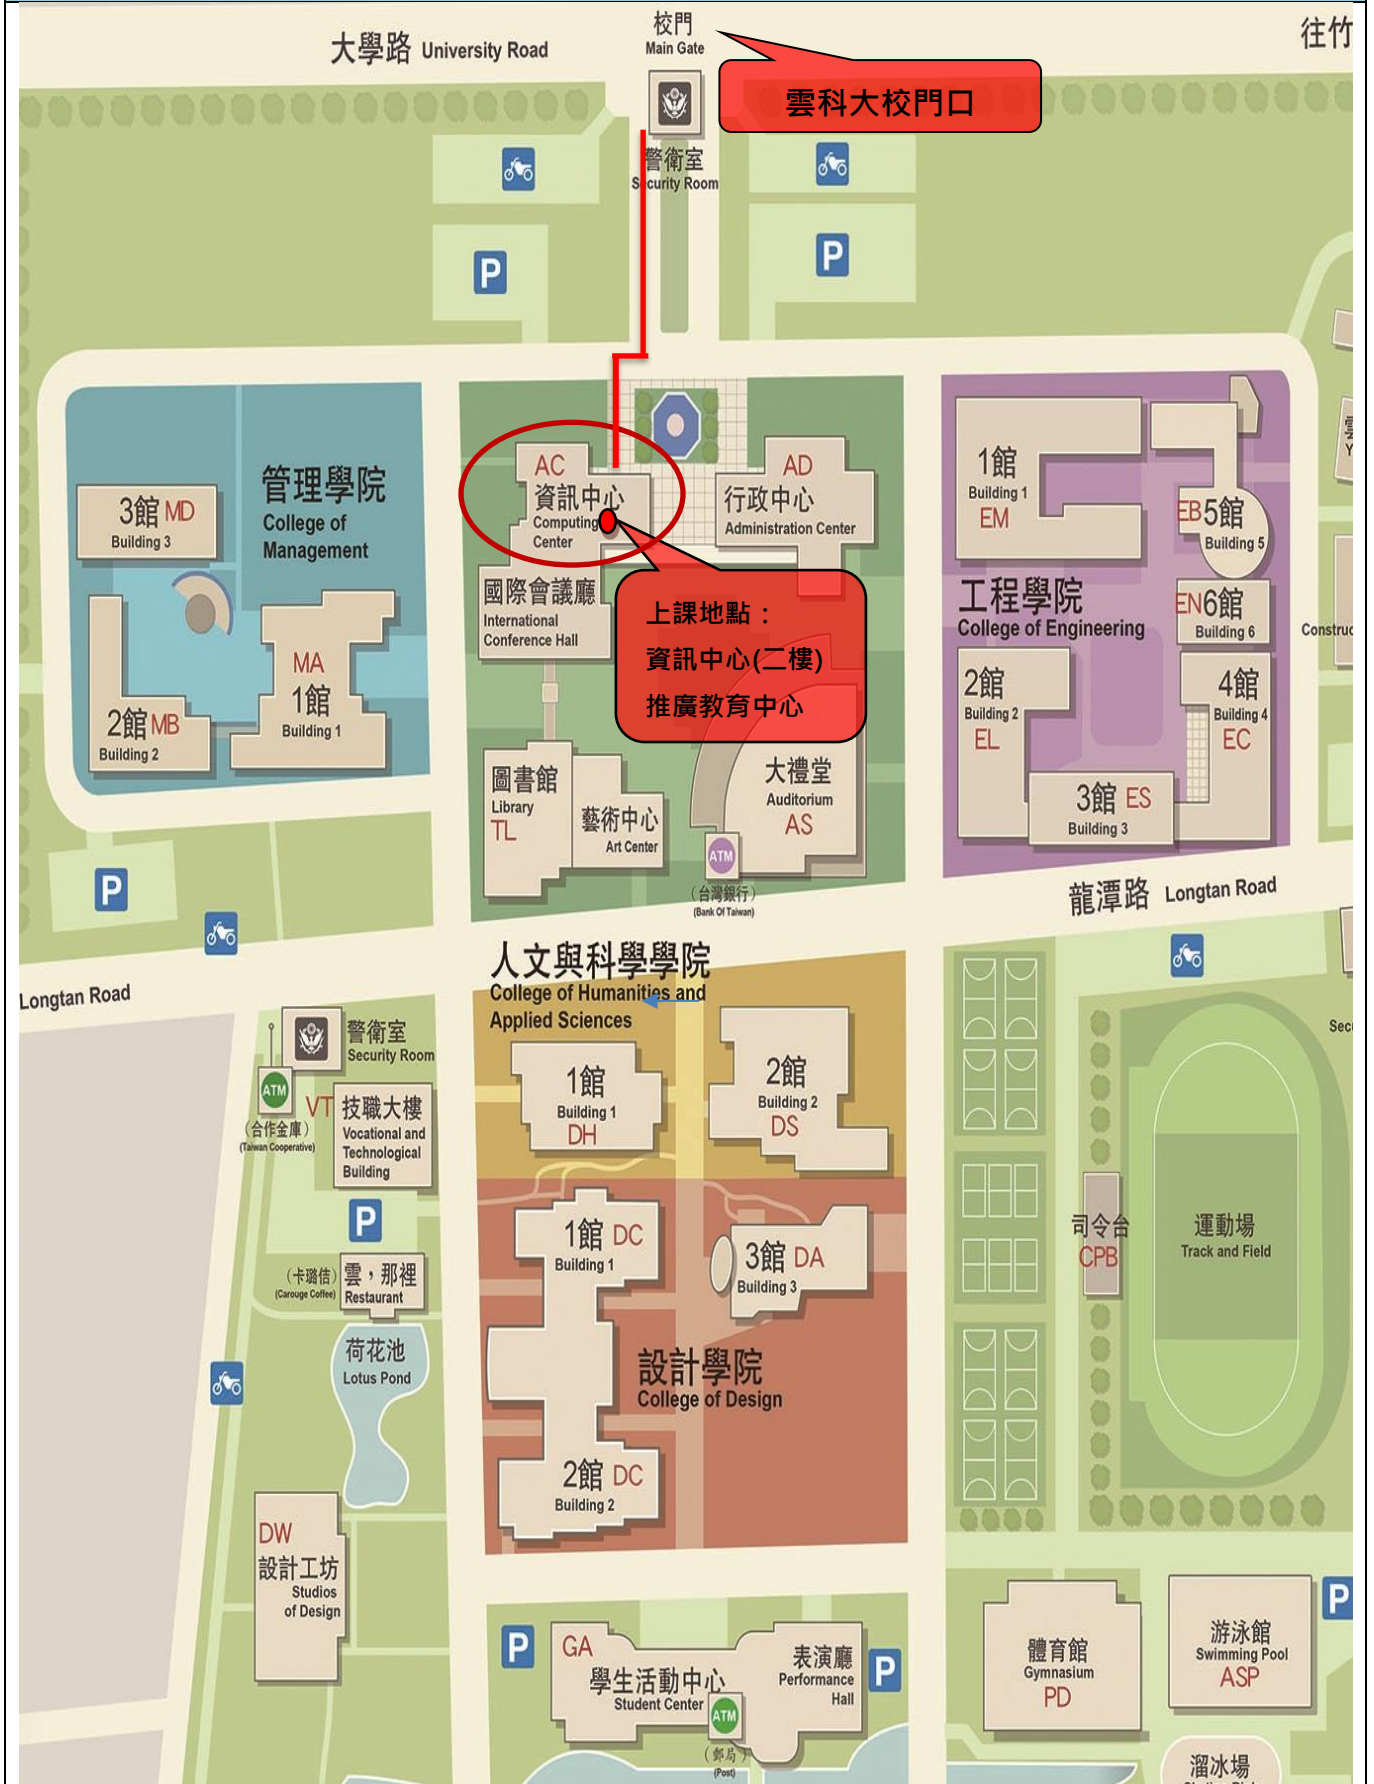 校門
Main Gate
大學路 University Road
往竹
雲科大校門口
警衛室
Security Room
P
P
管理學院
College of
Management
3館 MD
Building 3
MA
1館
Building 1
2館 MB
Building 2
AC
資訊中心
Computing
Center
AD
行政中心
Administration Center
國際會議廳
International
Conference Hall
上課地點：
資訊中心(二樓)
推廣教育中心
圖書館
Library
TL
藝術中心
Art Center
大禮堂
Auditorium
AS
ATM
（台灣銀行）
(Bank Of Taiwan)
1館
Building 1
EM
EB 5館
Building 5
工程學院
College of Engineering
EN 6館
Building 6
Construc
2館
Building 2
EL
4館
Building 4
EC
3館 ES
Building 3
P
龍潭路 Longtan Road
Longtan Road
人文與科學學院
College of Humanities and
Applied Sciences
警衛室
Security Room
ATM
（合作金庫）
(Taiwan Cooperative)
VT 技職大樓
Vocational and
Technological
Building
1館
Building 1
DH
2館
Building 2
DS
Sec
P
（卡璐佶）
(Carouge Coffee)
雲，那裡
Restaurant
荷花池
Lotus Pond
1館 DC
Building 1
3館 DA
Building 3
設計學院
College of Design
2館 DC
Building 2
司令台
CPB
運動場
Track and Field
DW
設計工坊
Studios
of Design
P
GA
學生活動中心
Student Center
ATM
（郵局）
(Post)
表演廳
Performance
Hall
P
體育館
Gymnasium
PD
游泳館
Swimming Pool
ASP
P
溜冰場